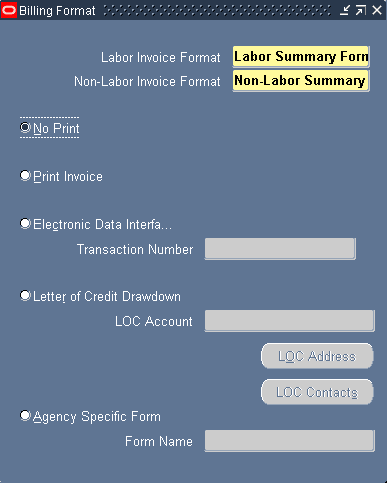 Billing Format
Labor Invoice Format Labor Summary Forn
Non-Labor Invoice Format Non-Labor Summary
No Print
Print Invoice
Electronic Data Interfa...
Transaction Number
Letter of Credit Drawdown
LOC Account
LOC Address
LOC Contacts
Agency Specific Form
Form Name